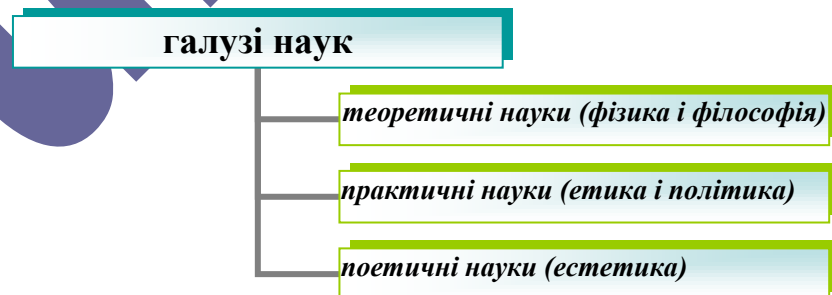 галузі наук
теоретичні науки (фізика і філософія)
практичні науки (етика і політика)
поетичні науки (естетика)